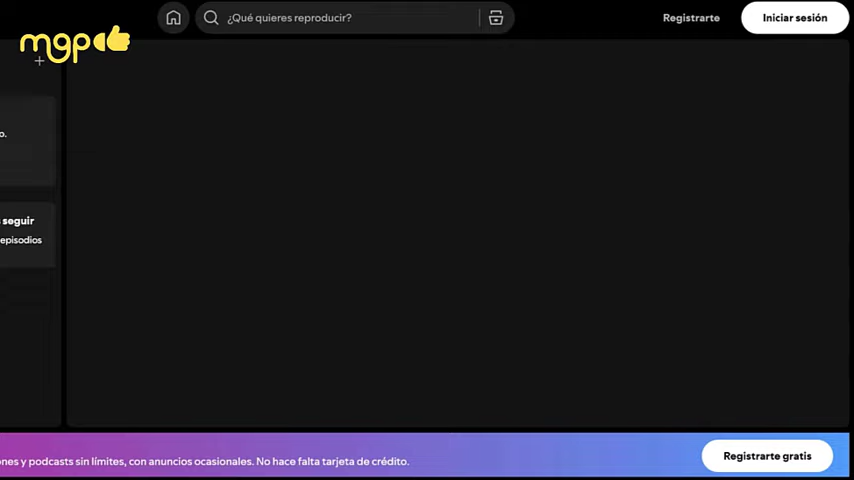 ¿Qué quieres reproducir?
Registrarte
Iniciar sesión
mgp
o.
seguir
episodios
nes y podcasts sin límites, con anuncios ocasionales. No hace falta tarjeta de crédito.
Registrarte gratis